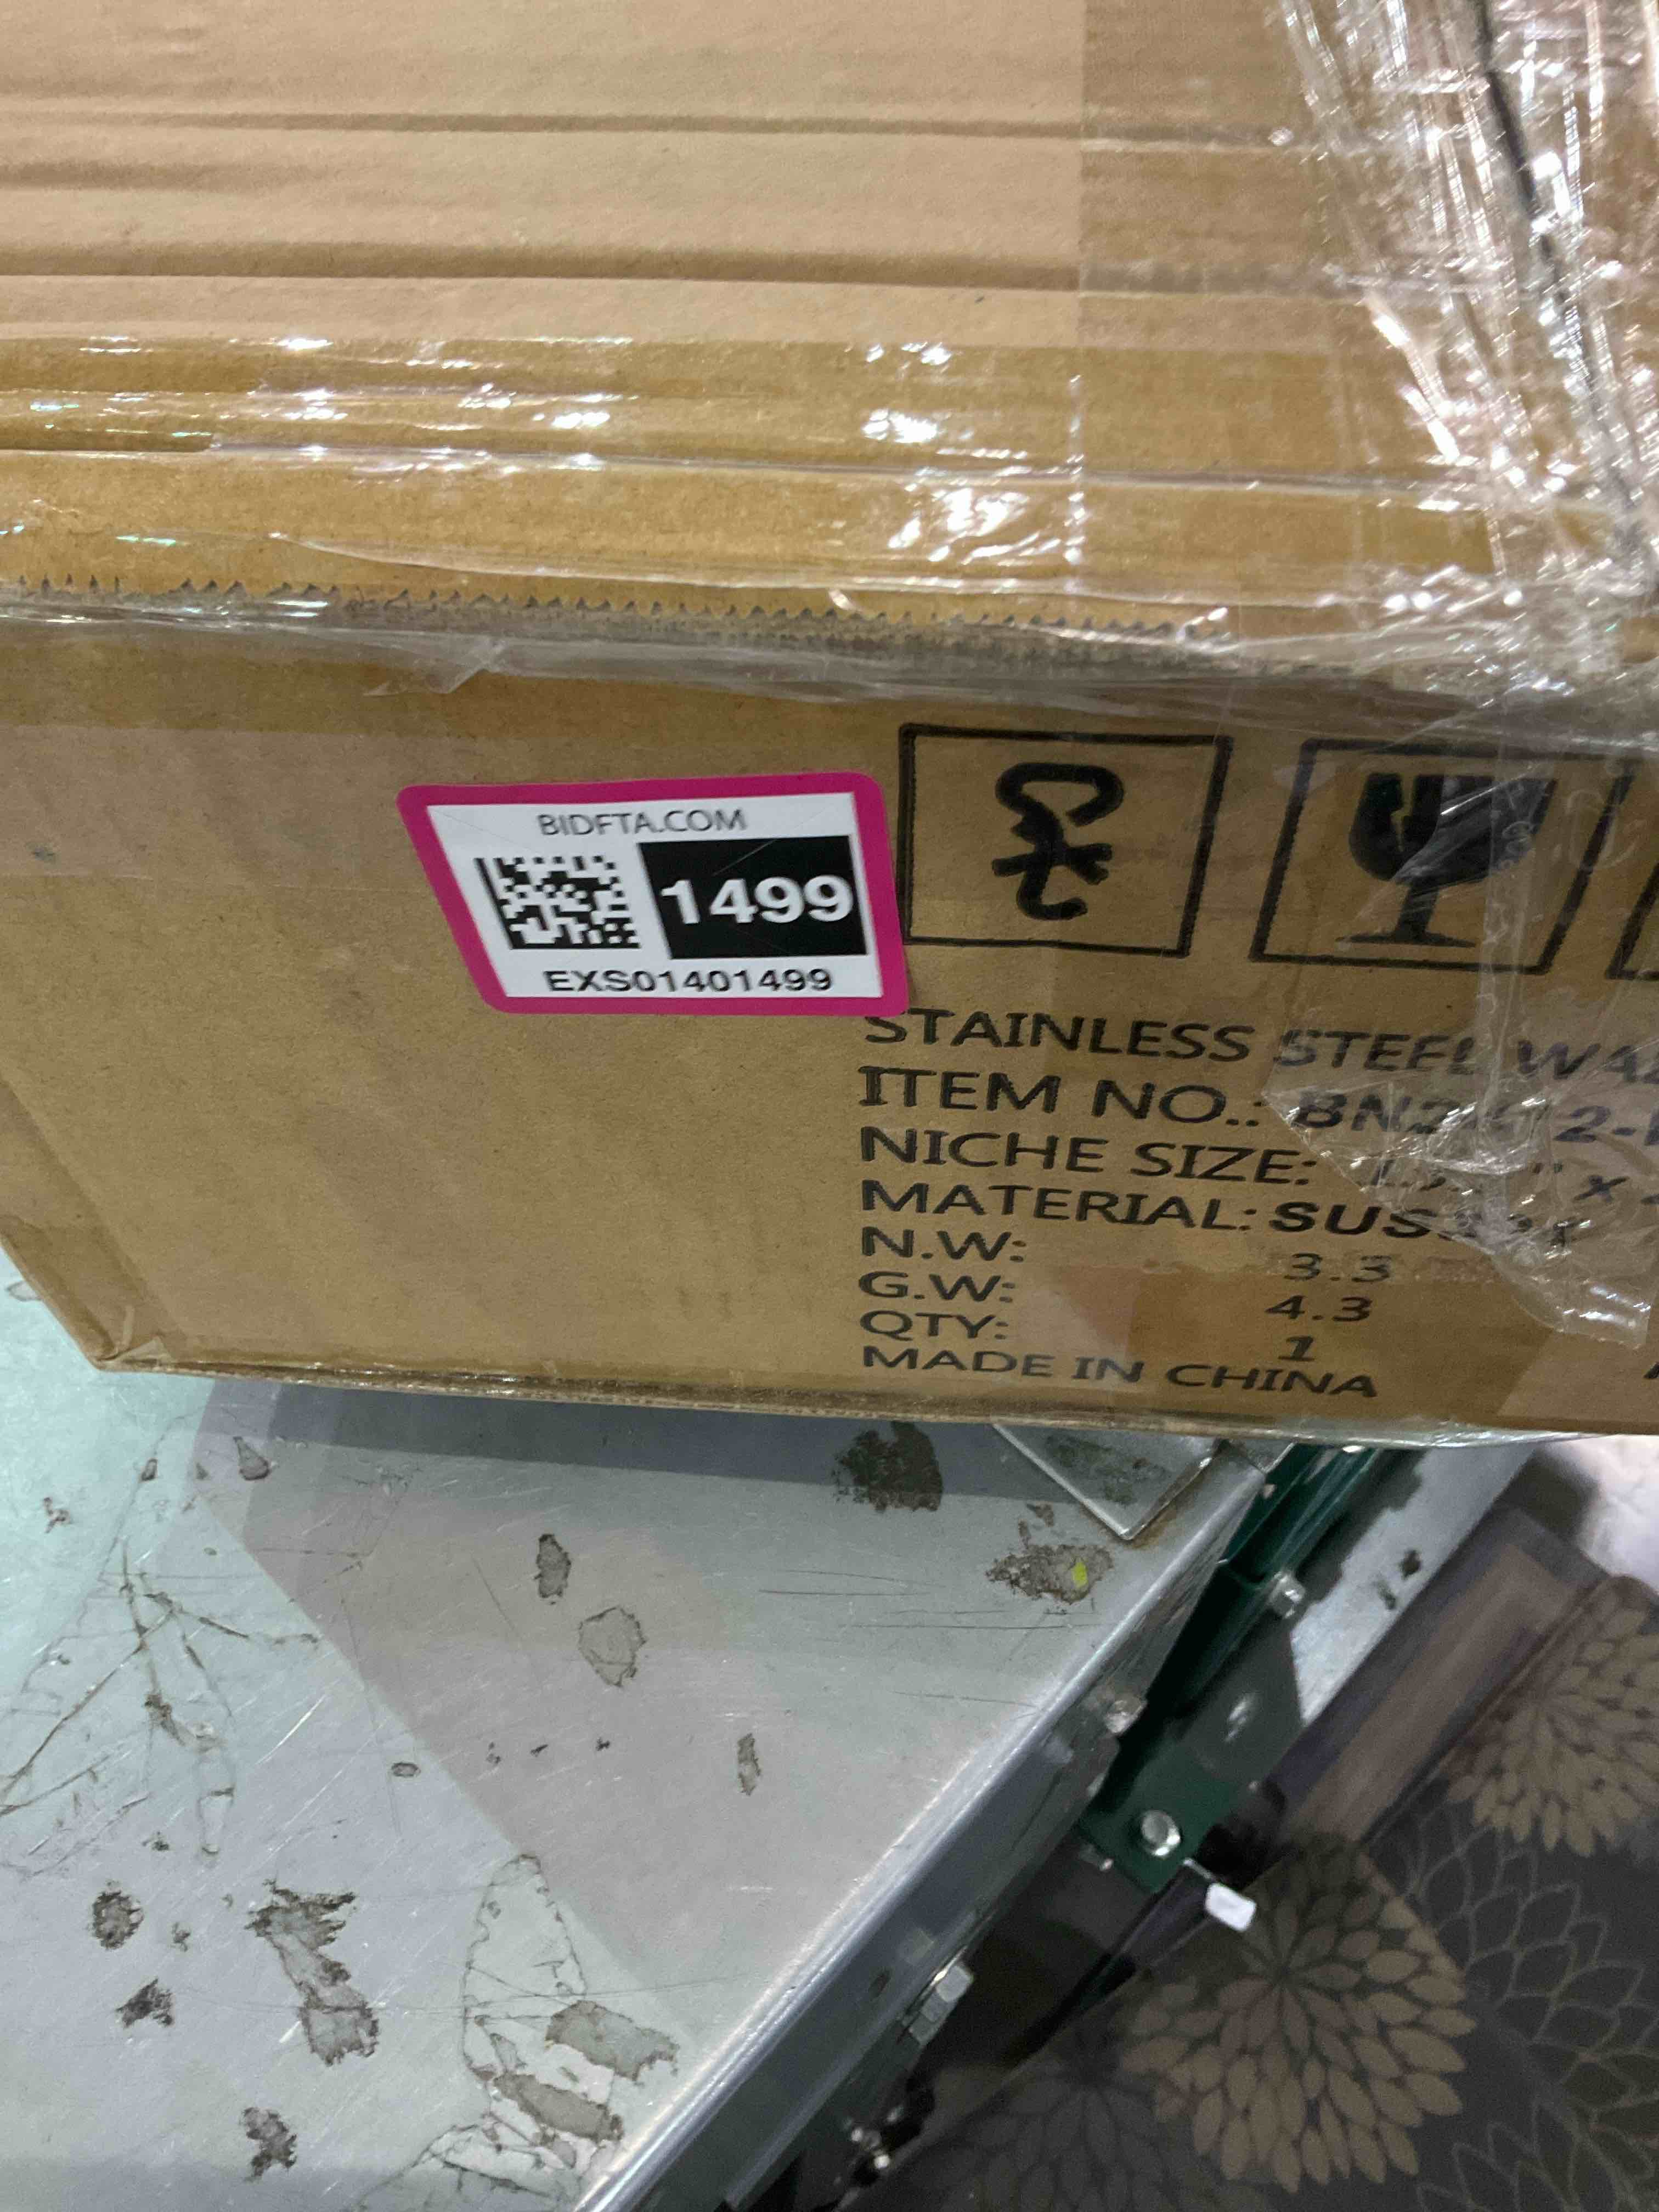 BIDFTA.COM
1499
EXS01401499
STAINLESS STEEL
ITEM NO.:
NICHE SIZE:
MATERIAL:
N.W: 3.3
G.W: 4.3
QTY: 1
MADE IN CHINA